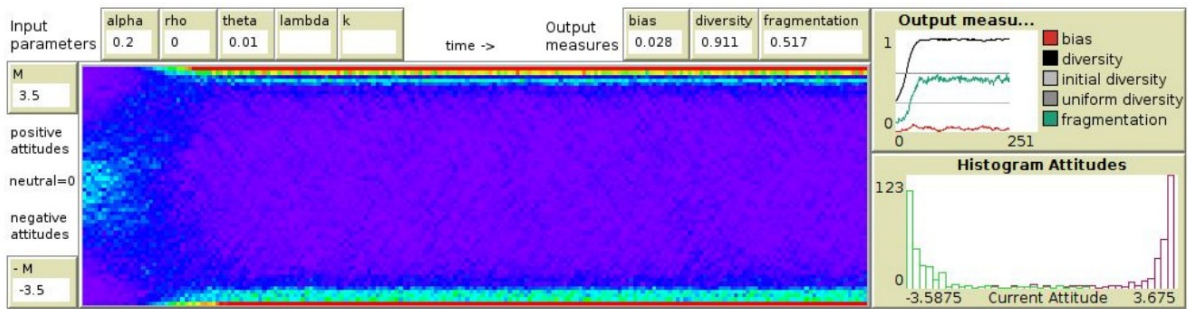 Input
parameters
alpha
0.2
rho
0
theta
0.01
lambda
k
time ->
Output
measures
bias
0.028
diversity
0.911
fragmentation
0.517
M
3.5
positive
attitudes
neutral=0
negative
attitudes
- M
-3.5
Output measu...
1
0
0
251
bias
diversity
initial diversity
uniform diversity
fragmentation
Histogram Attitudes
123
0
-3.5875
Current Attitude
3.675